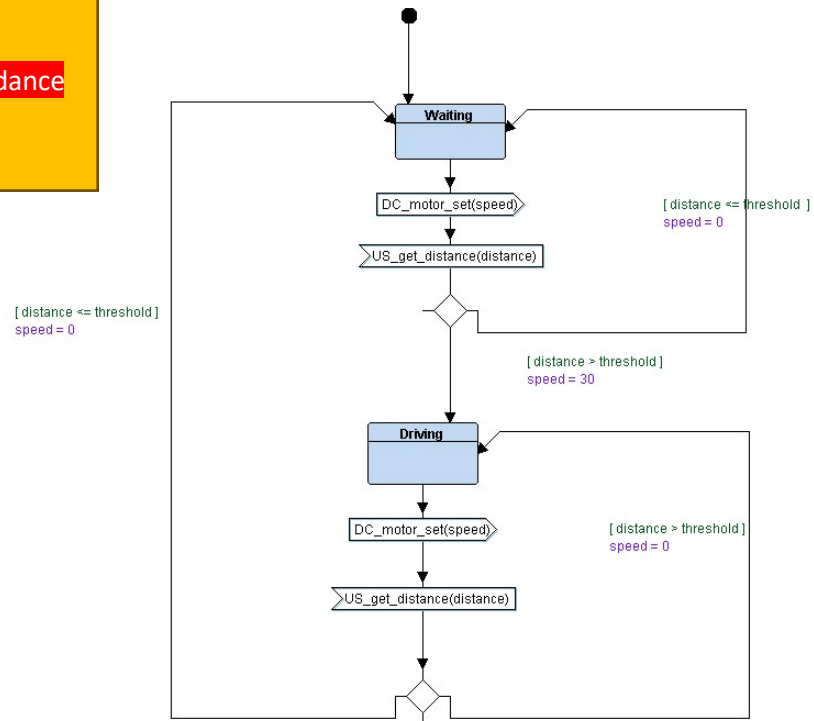 dance
Waiting
DC_motor_set(speed)
[ distance <= threshold ]
speed = 0
US_get_distance(distance)
[ distance <= threshold ]
speed = 0
[ distance > threshold ]
speed = 30
Driving
DC_motor_set(speed)
[ distance > threshold ]
speed = 0
US_get_distance(distance)